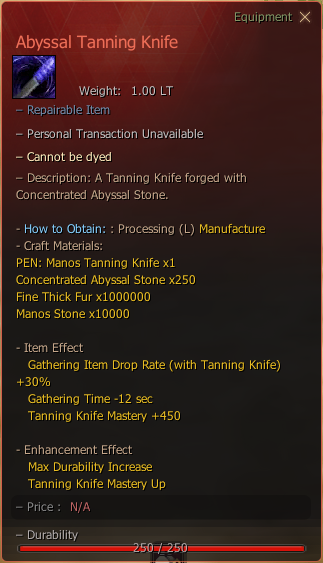 Equipment
Abyssal Tanning Knife
Weight: 1.00 LT
– Repairable Item
– Personal Transaction Unavailable
– Cannot be dyed
– Description: A Tanning Knife forged with
Concentrated Abyssal Stone.
- How to Obtain: : Processing (L) Manufacture
- Craft Materials:
PEN: Manos Tanning Knife x1
Concentrated Abyssal Stone x250
Fine Thick Fur x1000000
Manos Stone x10000
- Item Effect
Gathering Item Drop Rate (with Tanning Knife)
+30%
Gathering Time -12 sec
Tanning Knife Mastery +450
- Enhancement Effect
Max Durability Increase
Tanning Knife Mastery Up
– Price : N/A
– Durability
250 / 250